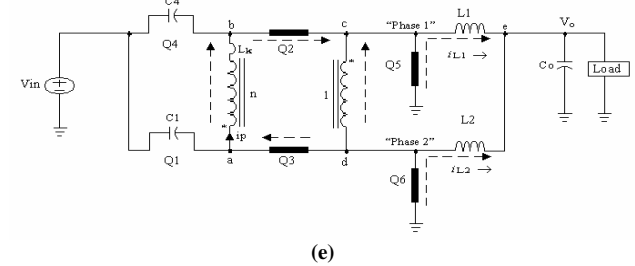 C4
Q4
b
Q2
c
"Phase 1"
L1
e
Vo
Lk
Q5
iL1 →
Co
Load
Vin
n
1
*
*
C1
ip
L2
"Phase 2"
Q1
a
Q3
d
Q6
iL2 →
(e)